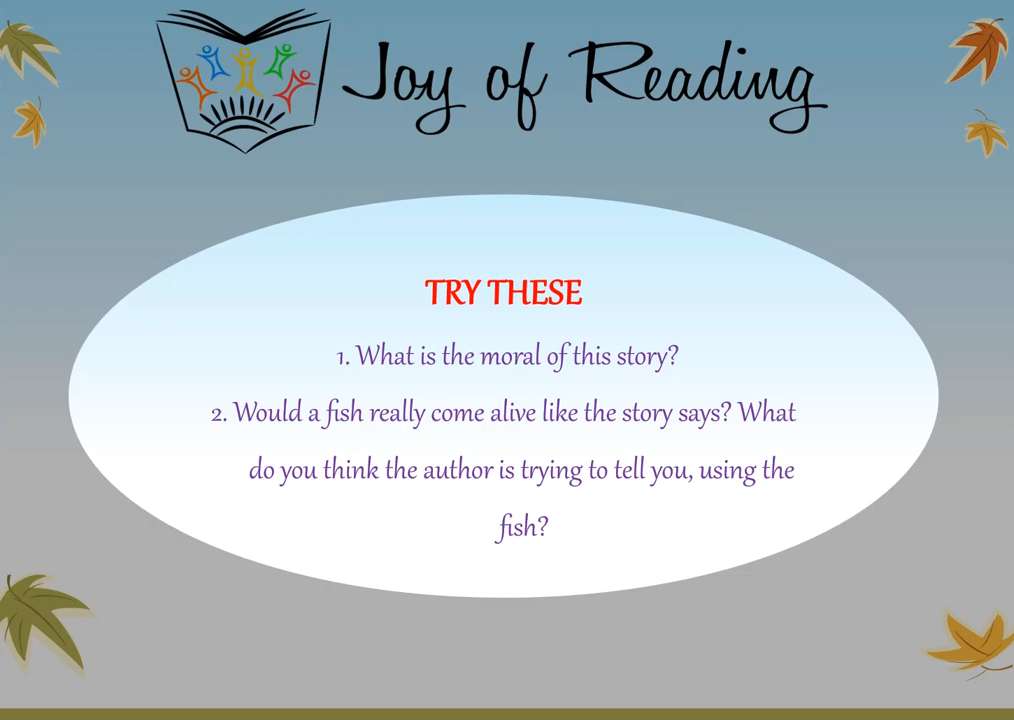 Joy of Reading
TRY THESE
1. What is the moral of this story?
2. Would a fish really come alive like the story says? What
do you think the author is trying to tell you, using the
fish?